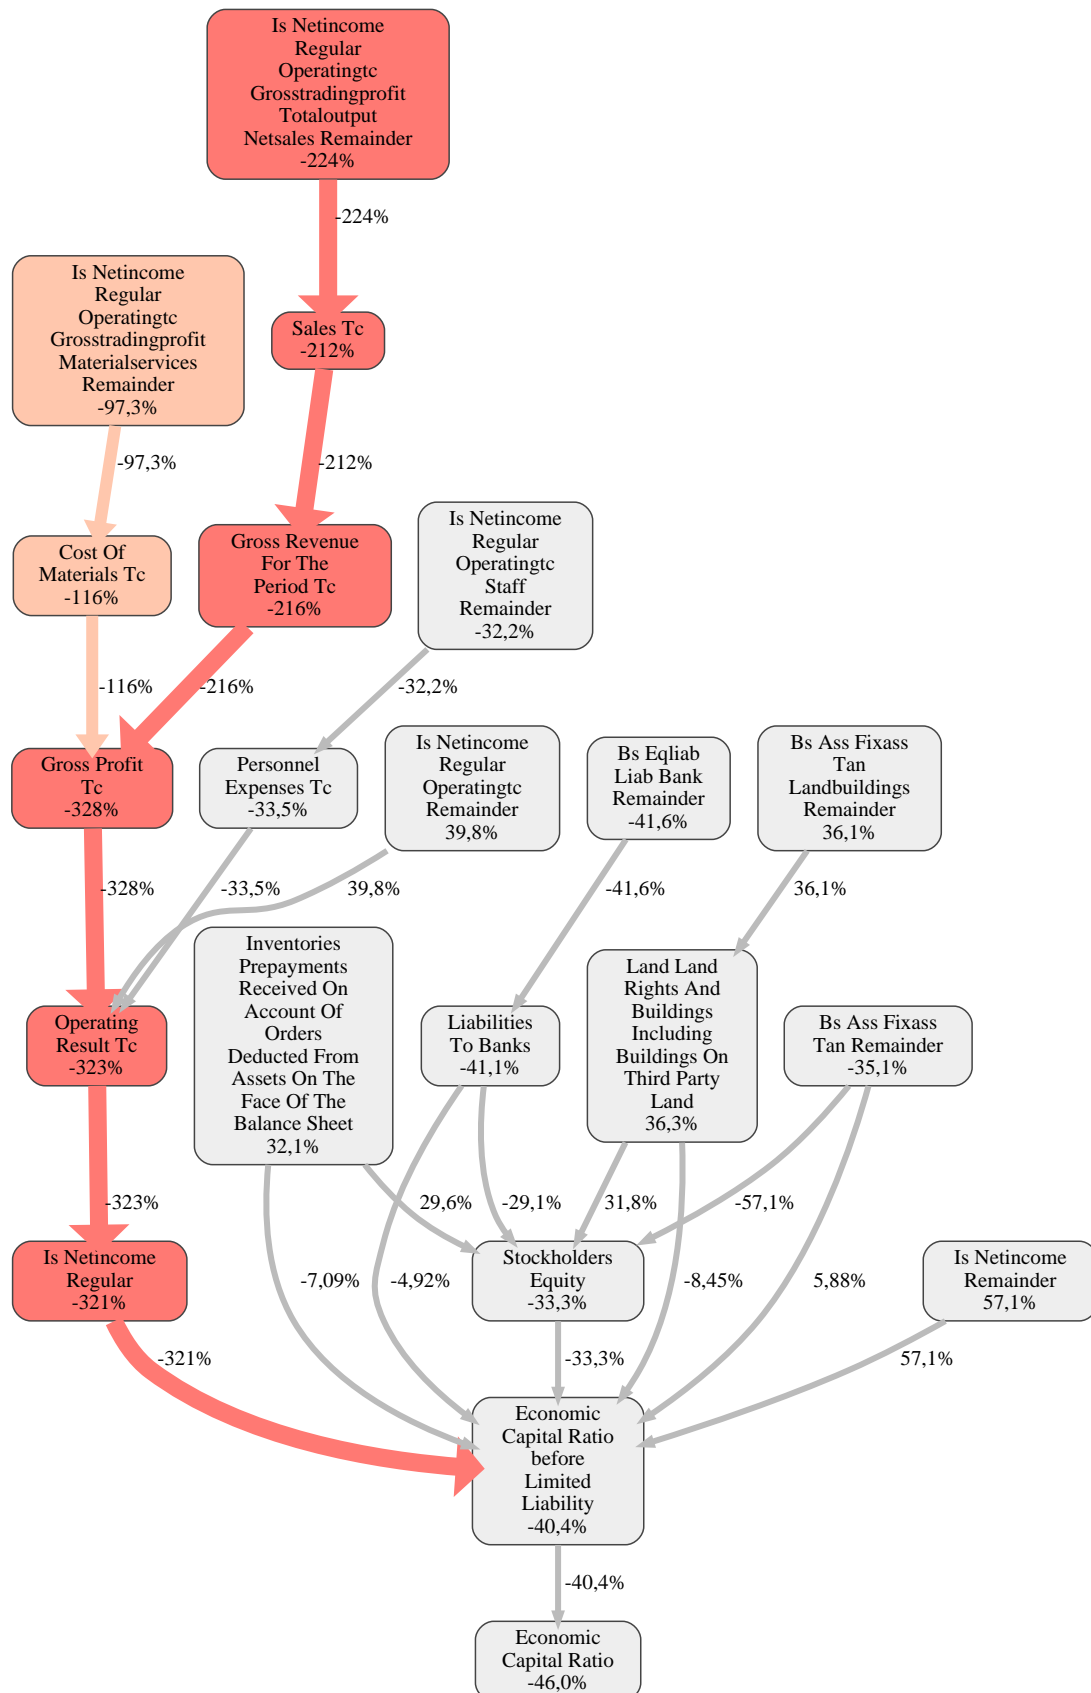 Is Netincome
Regular
Operatingtc
Grosstradingprofit
Totaloutput
Netsales Remainder
-224%
-224%
Is Netincome
Regular
Operatingtc
Grosstradingprofit
Materialservices
Remainder
-97,3%
Sales Tc
-212%
-97,3%
-212%
Cost Of
Materials Tc
-116%
Gross Revenue
For The
Period Tc
-216%
Is Netincome
Regular
Operatingtc
Staff
Remainder
-32,2%
-116%
-216%
-32,2%
Gross Profit
Tc
-328%
Personnel
Expenses Tc
-33,5%
Is Netincome
Regular
Operatingtc
Remainder
39,8%
Bs Eqliab
Liab Bank
Remainder
-41,6%
Bs Ass Fixass
Tan
Landbuildings
Remainder
36,1%
-328%
-33,5%
39,8%
-41,6%
36,1%
Operating
Result Tc
-323%
Inventories
Prepayments
Received On
Account Of
Orders
Deducted From
Assets On The
Face Of The
Balance Sheet
32,1%
Liabilities
To Banks
-41,1%
Land Land
Rights And
Buildings
Including
Buildings On
Third Party
Land
36,3%
Bs Ass Fixass
Tan Remainder
-35,1%
-323%
29,6%
-29,1%
31,8%
-57,1%
Is Netincome
Regular
-321%
-7,09%
-4,92%
Stockholders
Equity
-33,3%
-8,45%
5,88%
Is Netincome
Remainder
57,1%
-321%
-33,3%
57,1%
Economic
Capital Ratio
before
Limited
Liability
-40,4%
-40,4%
Economic
Capital Ratio
-46,0%